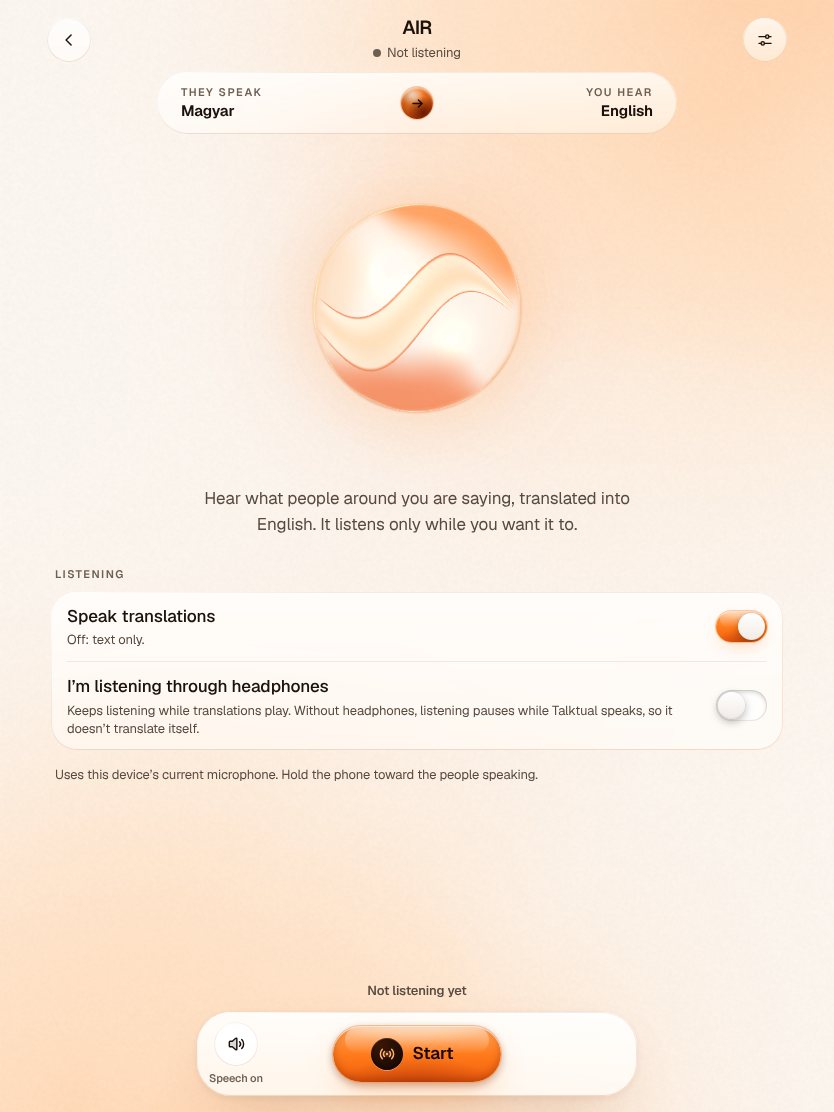 AIR
Not listening
THEY SPEAK
Magyar
YOU HEAR
English
Hear what people around you are saying, translated into
English. It listens only while you want it to.
LISTENING
Speak translations
Off: text only.
I’m listening through headphones
Keeps listening while translations play. Without headphones, listening pauses while Talktual speaks, so it
doesn’t translate itself.
Uses this device’s current microphone. Hold the phone toward the people speaking.
Not listening yet
Speech on
Start